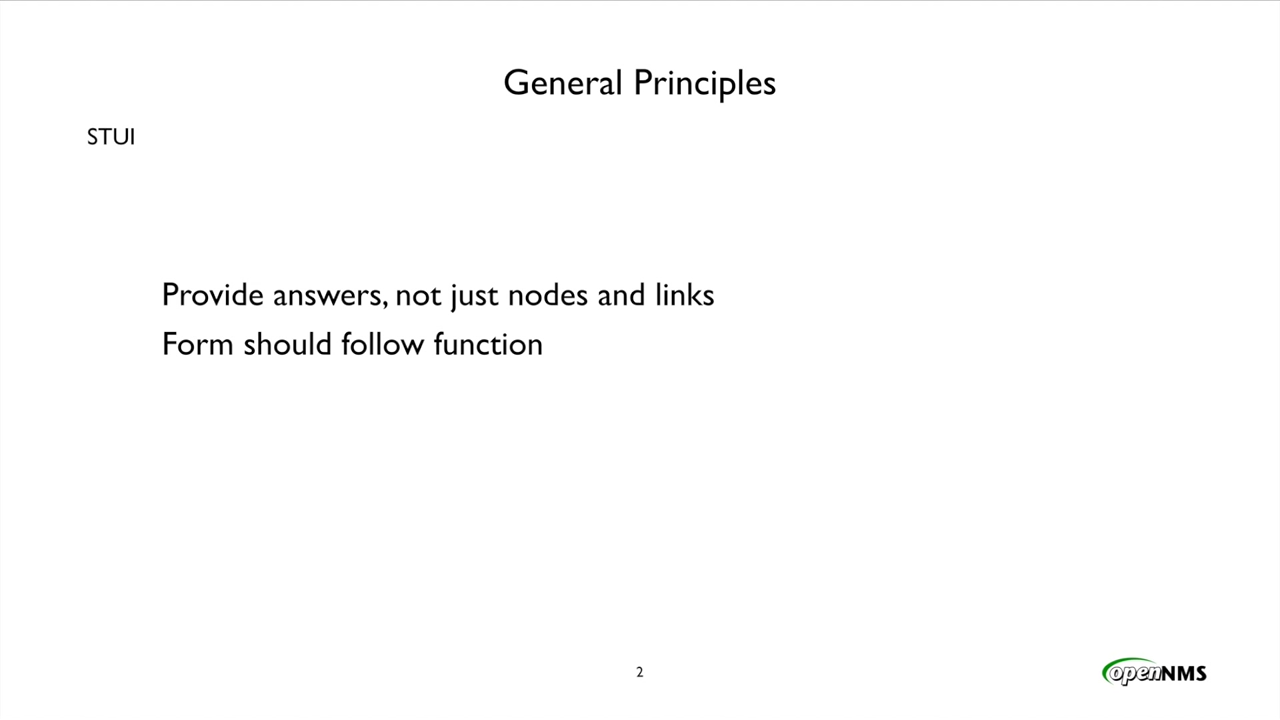 General Principles
STUI
Provide answers, not just nodes and links
Form should follow function
2
openNMS